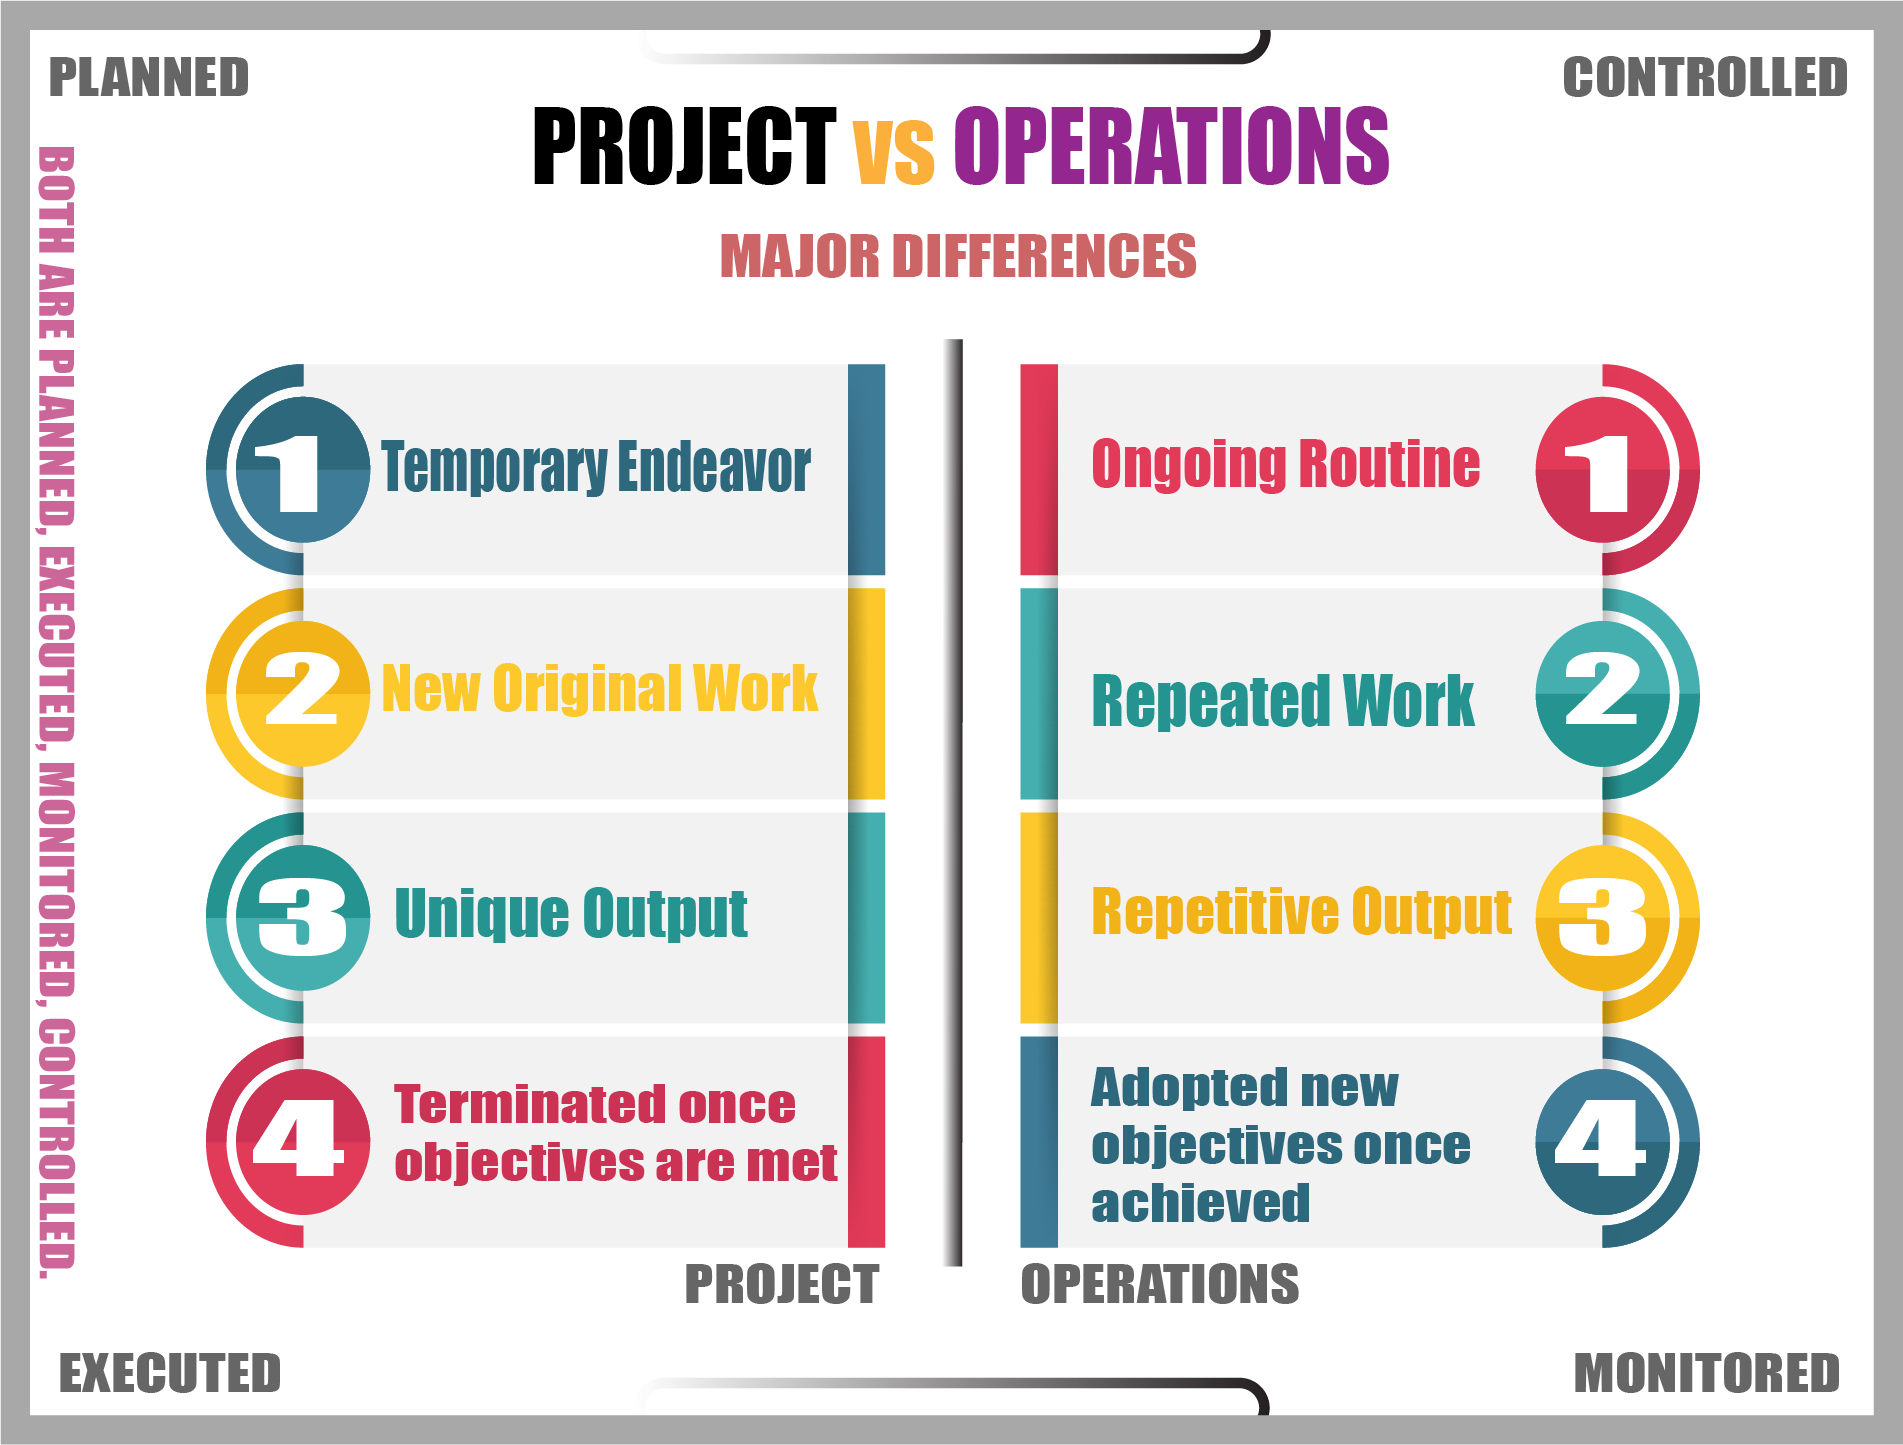 PLANNED
CONTROLLED
PROJECT VS OPERATIONS
MAJOR DIFFERENCES
BOTH ARE PLANNED, EXECUTED, MONITORED, CONTROLLED.
1 Temporary Endeavor
2 New Original Work
3 Unique Output
4 Terminated once
objectives are met
PROJECT
Ongoing Routine 1
Repeated Work 2
Repetitive Output 3
Adopted new
objectives once 4
achieved
OPERATIONS
EXECUTED
MONITORED